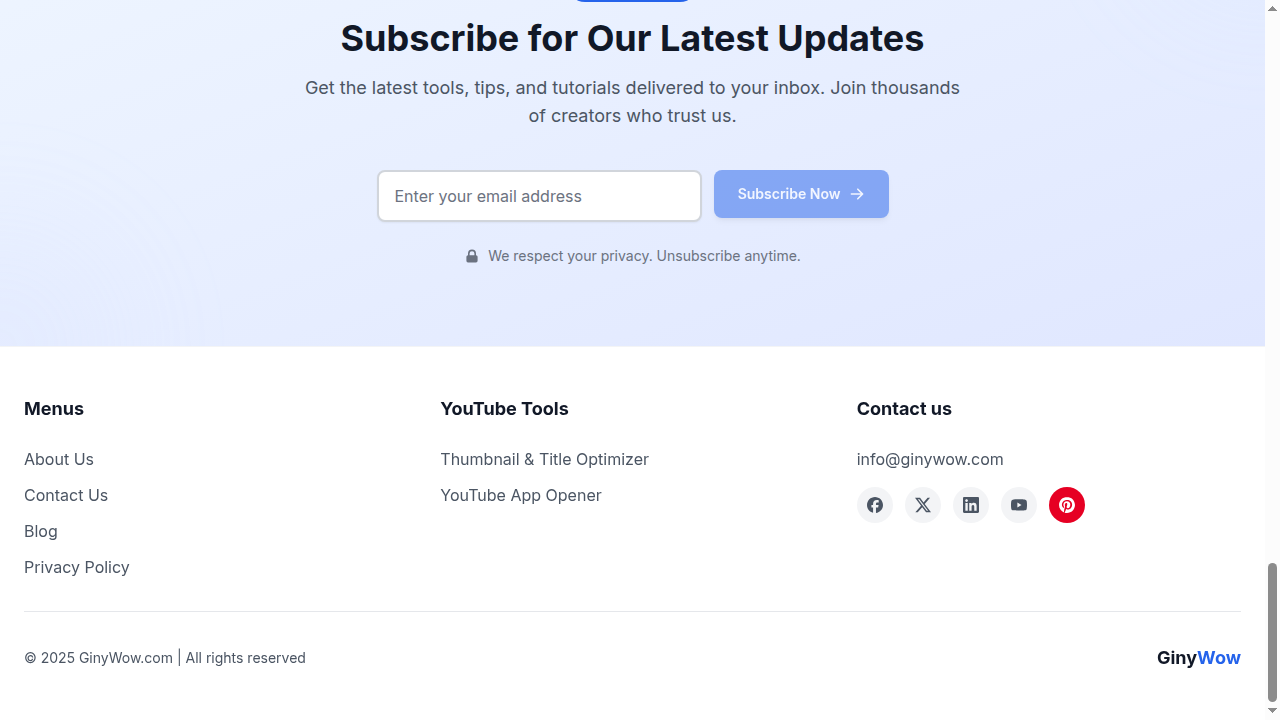 Subscribe for Our Latest Updates
Get the latest tools, tips, and tutorials delivered to your inbox. Join thousands
of creators who trust us.
Enter your email address
Subscribe Now
We respect your privacy. Unsubscribe anytime.
Menus
About Us
Contact Us
Blog
Privacy Policy
YouTube Tools
Thumbnail & Title Optimizer
YouTube App Opener
Contact us
info@ginywow.com
© 2025 GinyWow.com | All rights reserved
GinyWow